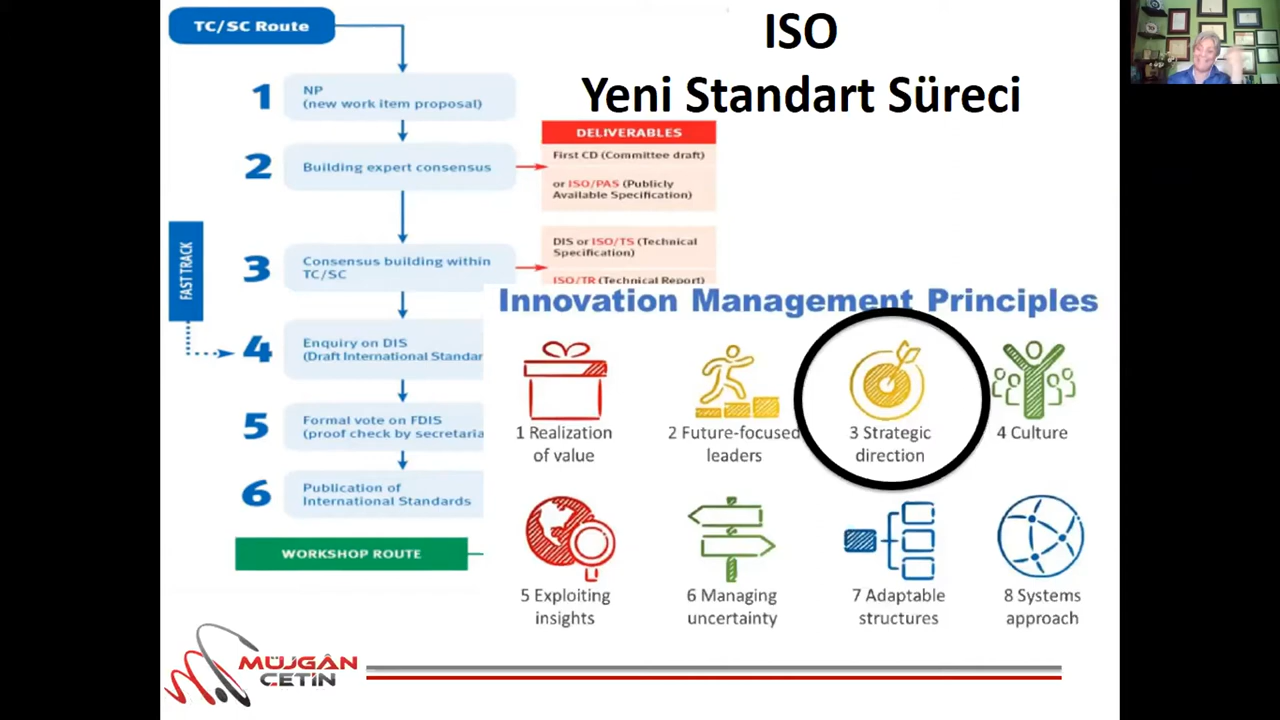 TC/SC Route
ISO
Yeni Standart Süreci
1
NP
(new work item proposal)
2
Building expert consensus
DELIVERABLES
First CD (Committee draft)
or ISO/PAS (Publicly
Available Specification)
FAST TRACK
3
Consensus building within
TC/SC
DIS or ISO/TS (Technical
Specification)
ISO/TR (Technical Report)
4
Enquiry on DIS
(Draft International Standar
5
Formal vote on FDIS
(proof check by secretaria
6
Publication of
International Standards
WORKSHOP ROUTE
Innovation Management Principles
1 Realization
of value
2 Future-focused
leaders
3 Strategic
direction
4 Culture
5 Exploiting
insights
6 Managing
uncertainty
7 Adaptable
structures
8 Systems
approach
MÜJGÂN
ÇETİN